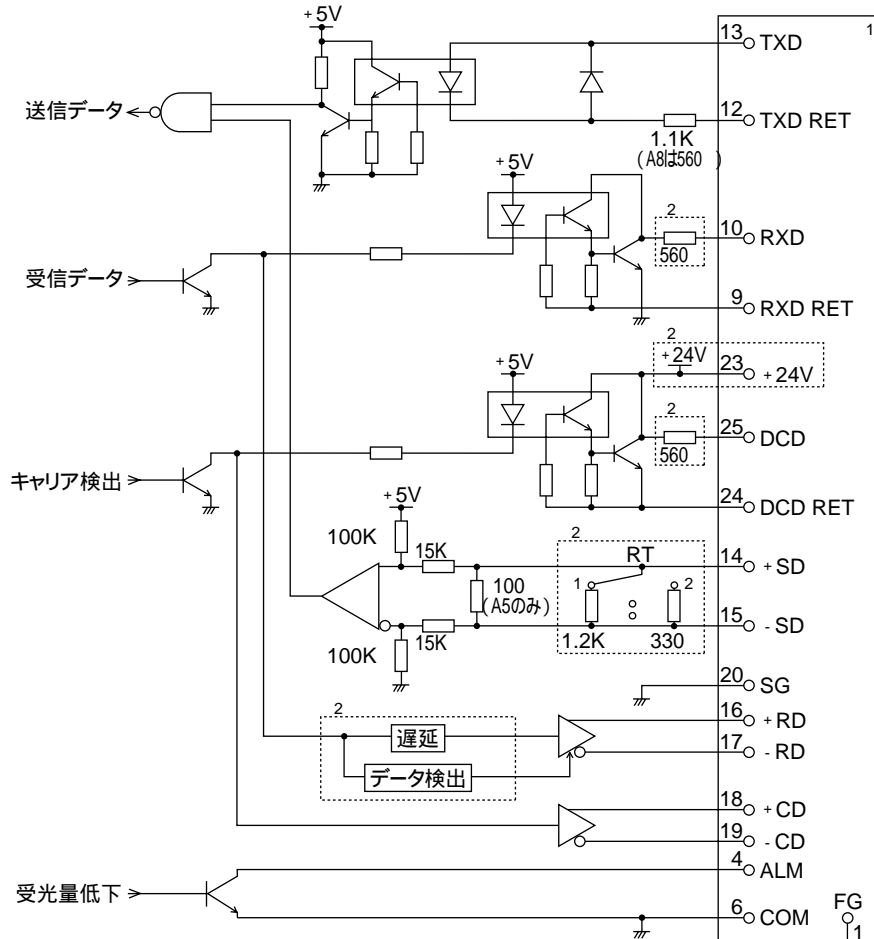 +5V
13 TXD
1
送信データ
12 TXD RET
1.1K
(A8は560 )
+5V
2
10 RXD
560
受信データ
9 RXD RET
2
+24V
+5V
23 +24V
2
25 DCD
560
キャリア検出
24 DCD RET
+5V
2
100K
15K
RT
14 +SD
100
(A5のみ)
1
2
15 -SD
100K
15K
1.2K
330
20 SG
16 +RD
2
遅延
17 -RD
データ検出
18 +CD
19 -CD
4 ALM
受光量低下
6 COM
FG
1